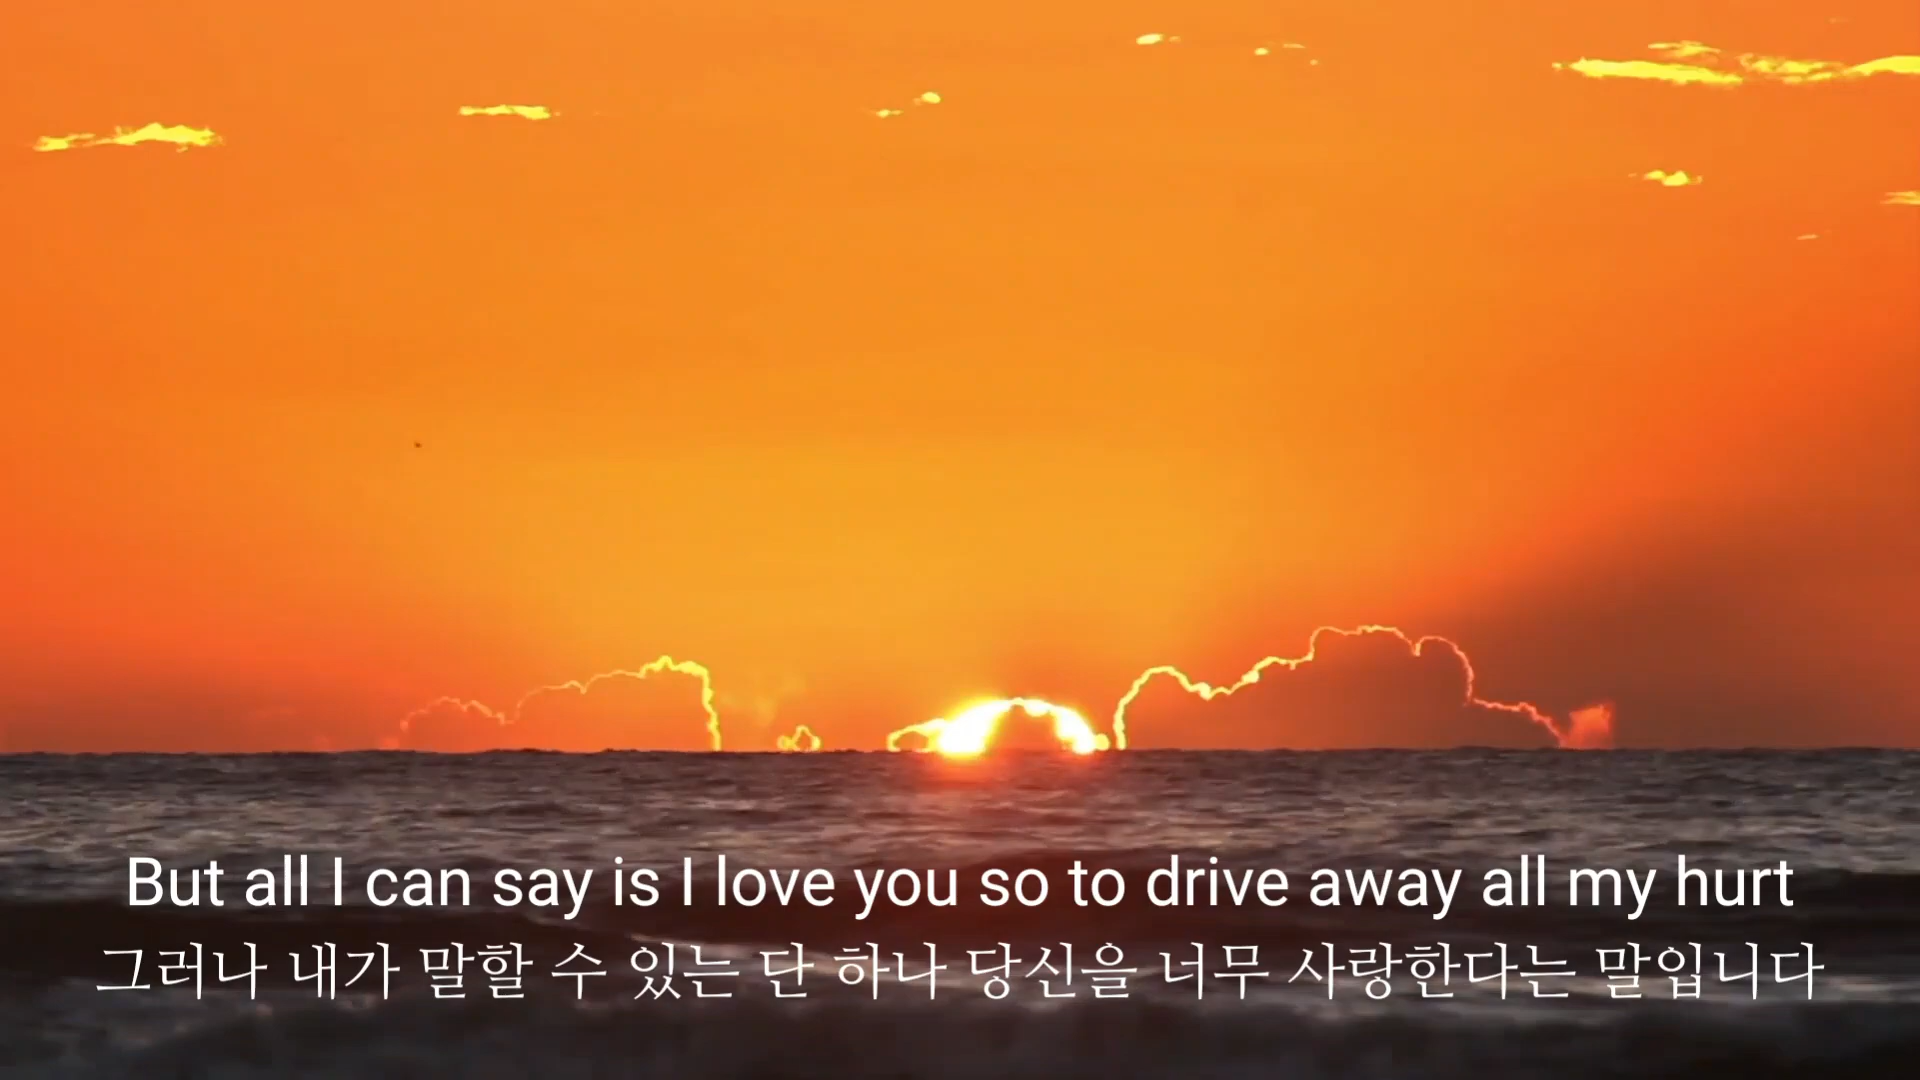 But all I can say is I love you so to drive away all my hurt
그러나 내가 말할 수 있는 단 하나 당신을 너무 사랑한다는 말입니다